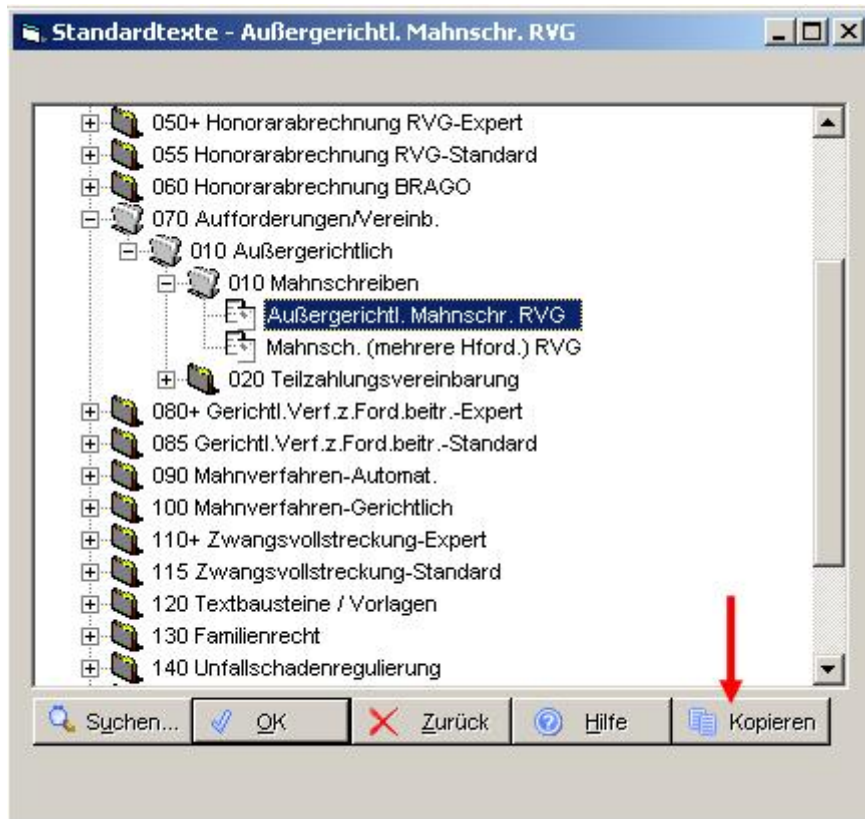 Standardtexte - Außergerichtl. Mahnschr. RVG
050+ Honorarabrechnung RVG-Expert
055 Honorarabrechnung RVG-Standard
060 Honorarabrechnung BRAGO
070 Aufforderungen/Vereinb.
010 Außergerichtlich
010 Mahnschreiben
Außergerichtl. Mahnschr. RVG
Mahnsch. (mehrere Hford.) RVG
020 Teilzahlungsvereinbarung
080+ Gerichtl.Verf.z.Ford.beitr.-Expert
085 Gerichtl.Verf.z.Ford.beitr.-Standard
090 Mahnverfahren-Automat.
100 Mahnverfahren-Gerichtlich
110+ Zwangsvollstreckung-Expert
115 Zwangsvollstreckung-Standard
120 Textbausteine / Vorlagen
130 Familienrecht
140 Unfallschadenregulierung
Suchen... OK Zurück Hilfe Kopieren